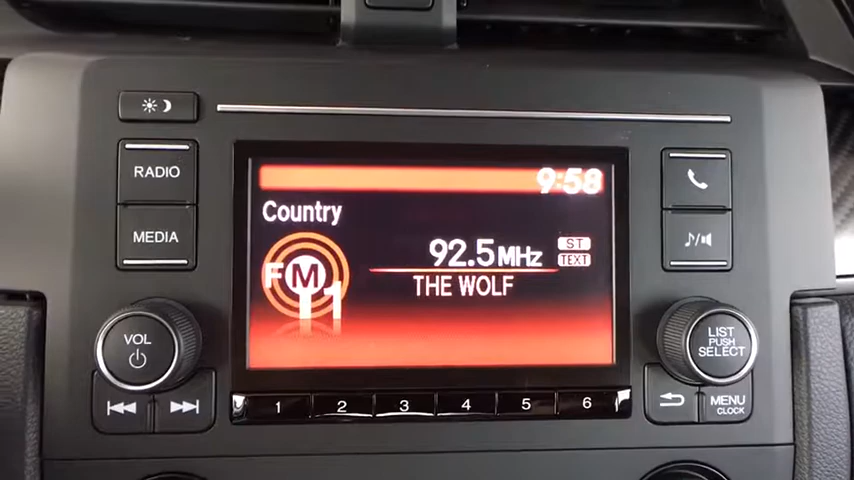 RADIO
MEDIA
VOL
9:58
Country
FM1
92.5MHz
ST
TEXT
THE WOLF
LIST
PUSH
SELECT
1 2 3 4 5 6
MENU
CLOCK